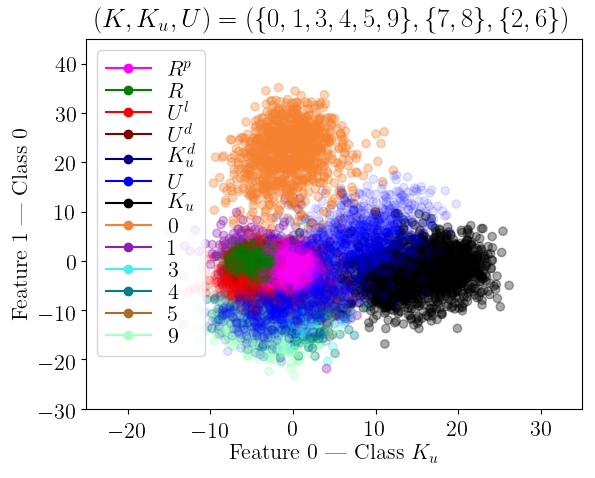 (K, K_u, U) = ({0, 1, 3, 4, 5, 9}, {7, 8}, {2, 6})
Feature 1 — Class 0
40
30
20
10
0
−10
−20
−30
R^p
R
U^l
U^d
K_u^d
U
K_u
0
1
3
4
5
9
−20 −10 0 10 20 30
Feature 0 — Class K_u